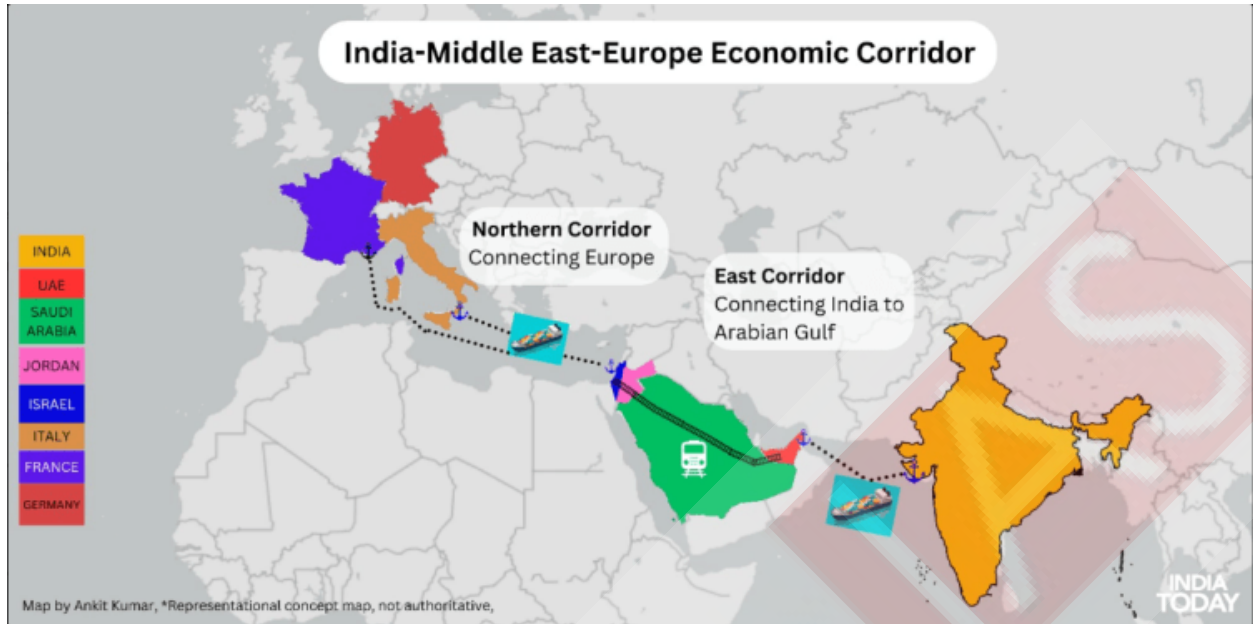 India-Middle East-Europe Economic Corridor
Northern Corridor
Connecting Europe
East Corridor
Connecting India to
Arabian Gulf
INDIA
UAE
SAUDI
ARABIA
JORDAN
ISRAEL
ITALY
FRANCE
GERMANY
Map by Ankit Kumar, *Representational concept map, not authoritative,
INDIA
TODAY